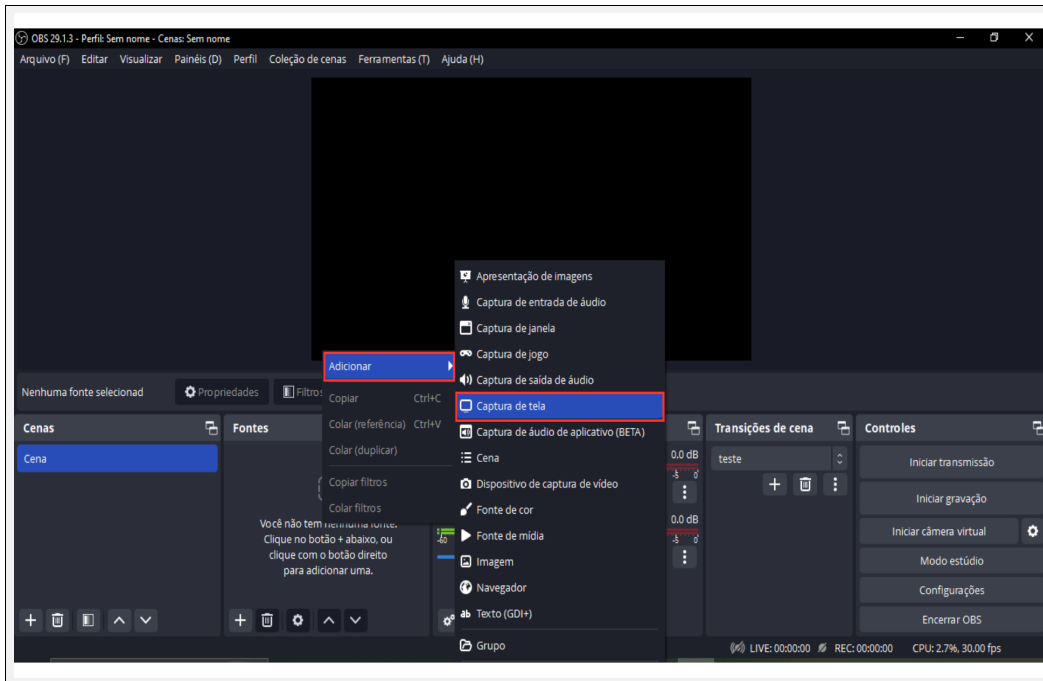 OBS 29.1.3 - Perfil: Sem nome - Cenas: Sem nome
Arquivo (F) Editar Visualizar Painéis (D) Perfil Coleção de cenas Ferramentas (T) Ajuda (H)
Apresentação de imagens
Captura de entrada de áudio
Captura de janela
Captura de jogo
Captura de saída de áudio
Captura de tela
Captura de áudio de aplicativo (BETA)
Cena
Dispositivo de captura de vídeo
Fonte de cor
Fonte de mídia
Imagem
Navegador
ab Texto (GDI+)
Grupo
Adicionar
Copiar Ctrl+C
Colar (referência) Ctrl+V
Colar (duplicar)
Copiar filtros
Colar filtros
Nenhuma fonte selecionad Propriedades Filtros
Cenas
Cena
Fontes
Você não tem nenhuma fonte.
Clique no botão + abaixo, ou
clique com o botão direito
para adicionar uma.
-60
0.0 dB
-5 0
0.0 dB
-5 0
Transições de cena
teste
Controles
Iniciar transmissão
Iniciar gravação
Iniciar câmera virtual
Modo estúdio
Configurações
Encerrar OBS
LIVE: 00:00:00 REC: 00:00:00 CPU: 2.7%, 30.00 fps